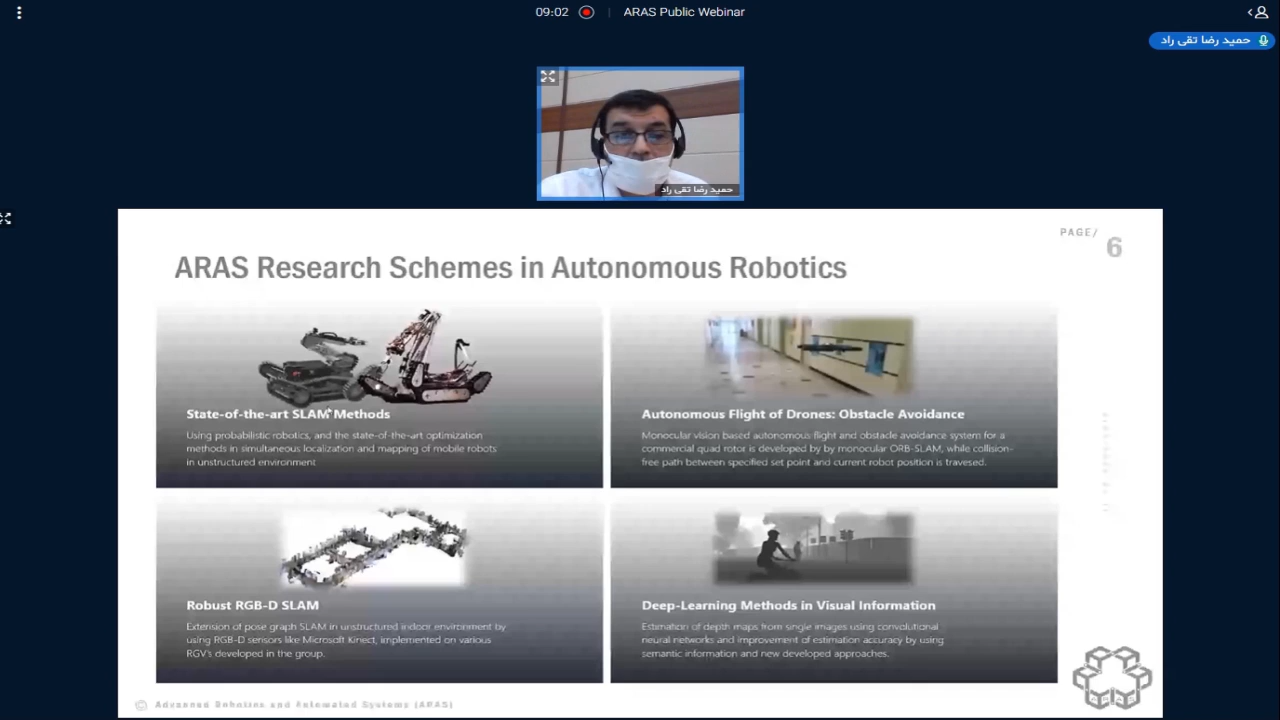 09:02
ARAS Public Webinar
حمید رضا تقی راد
حمید رضا تقی راد
PAGE/
6
ARAS Research Schemes in Autonomous Robotics
State-of-the-art SLAM Methods
Using probabilistic robotics, and the state-of-the-art optimization
methods in simultaneous localization and mapping of mobile robots
in unstructured environment
Autonomous Flight of Drones: Obstacle Avoidance
Monocular vision based autonomous flight and obstacle avoidance system for a
commercial quad rotor is developed by by monocular ORB-SLAM, while collision-
free path between specified set point and current robot position is travesed.
Robust RGB-D SLAM
Extension of pose graph SLAM in unstructured indoor environment by
using RGB-D sensors like Microsoft Kinect, implemented on various
RGV's developed in the group.
Deep-Learning Methods in Visual Information
Estimation of depth maps from single images using convolutional
neural networks and improvement of estimation accuracy by using
semantic information and new developed approaches.
Advanced Robotics and Automated Systems (ARAS)